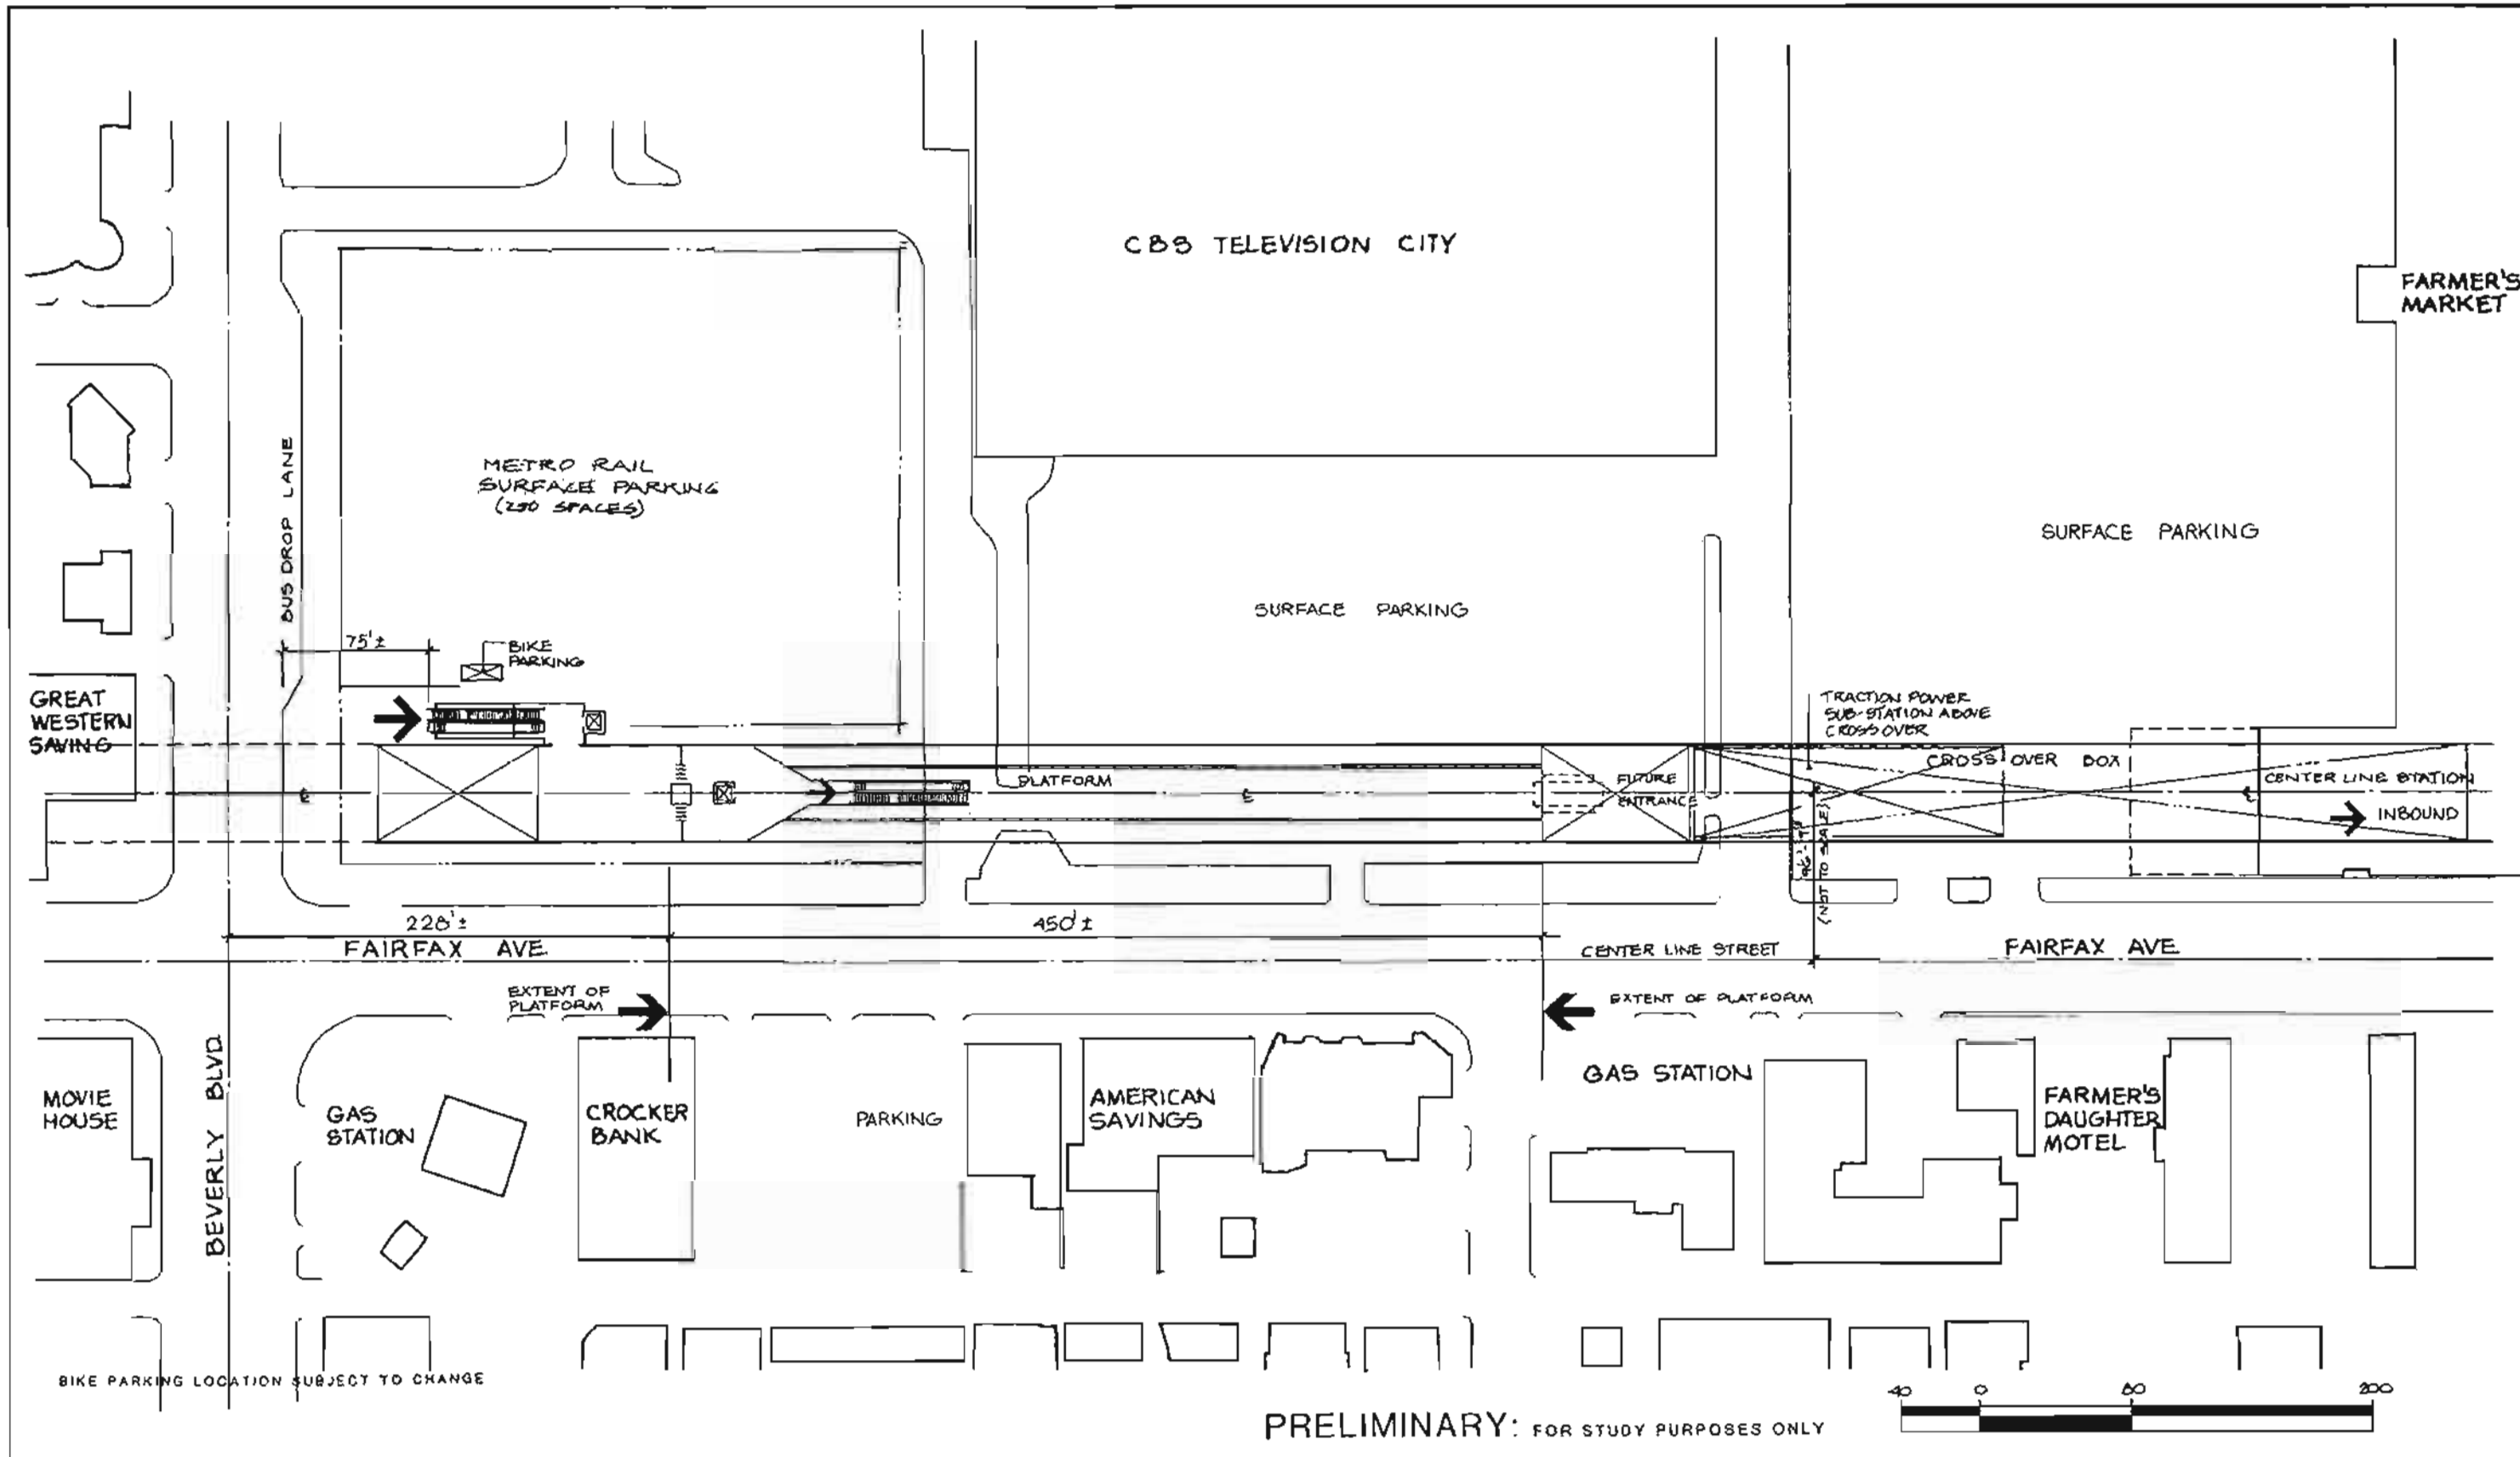 CBS TELEVISION CITY
FARMER'S
MARKET
BUS DROP LANE
METRO RAIL
SURFACE PARKING
(250 SPACES)
SURFACE PARKING
SURFACE PARKING
75'±
BIKE
PARKING
GREAT
WESTERN
SAVING
TRACTION POWER
SUB-STATION ABOVE
CROSSOVER
PLATFORM
FUTURE
ENTRANCE
CROSS OVER BOX
CENTER LINE STATION
INBOUND
(NOT TO SCALE)
228'±
450'±
FAIRFAX AVE
CENTER LINE STREET
FAIRFAX AVE
EXTENT OF
PLATFORM
EXTENT OF PLATFORM
BEVERLY BLVD
MOVIE
HOUSE
GAS
STATION
CROCKER
BANK
PARKING
AMERICAN
SAVINGS
GAS STATION
FARMER'S
DAUGHTER
MOTEL
BIKE PARKING LOCATION SUBJECT TO CHANGE
PRELIMINARY: FOR STUDY PURPOSES ONLY
40 0 80 200